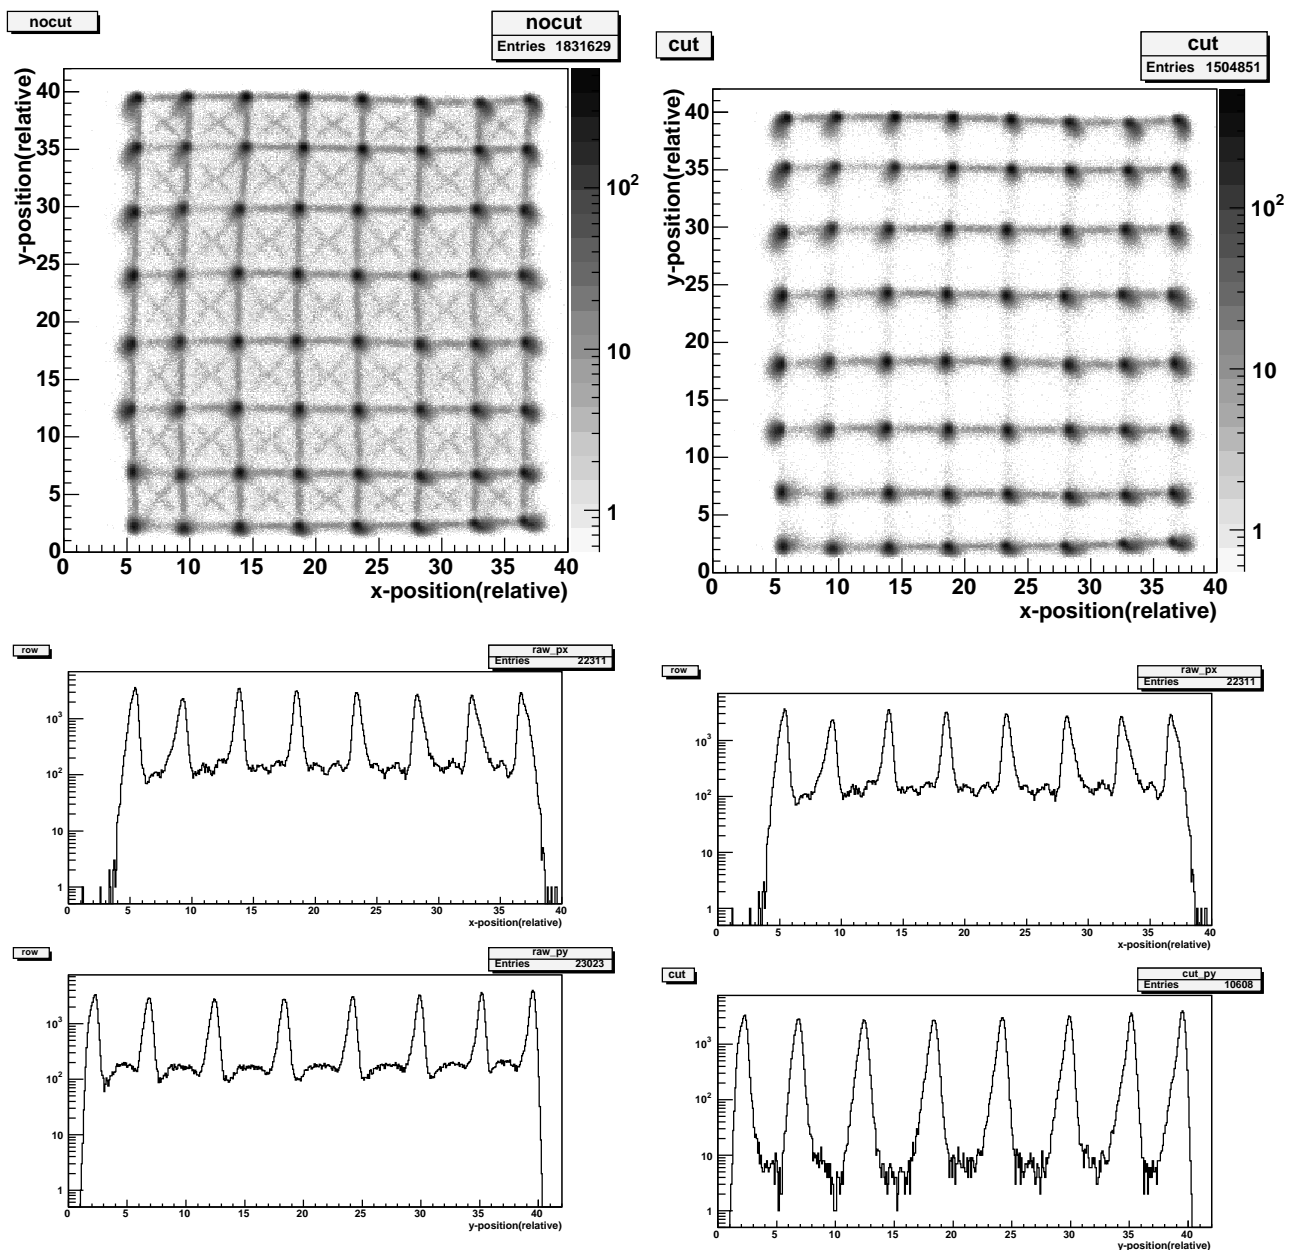 nocut
nocut
Entries 1831629
y-position(relative)
40
35
30
25
20
15
10
5
0
0 5 10 15 20 25 30 35 40
x-position(relative)
10²
10
1
cut
cut
Entries 1504851
y-position(relative)
40
35
30
25
20
15
10
5
0
0 5 10 15 20 25 30 35 40
x-position(relative)
10²
10
1
row
raw_px
Entries 22311
10³
10²
10
1
0 5 10 15 20 25 30 35 40
x-position(relative)
row
raw_px
Entries 22311
10³
10²
10
1
0 5 10 15 20 25 30 35 40
x-position(relative)
row
raw_py
Entries 23023
10³
10²
10
1
0 5 10 15 20 25 30 35 40
y-position(relative)
cut
cut_py
Entries 10608
10³
10²
10
1
0 5 10 15 20 25 30 35 40
y-position(relative)